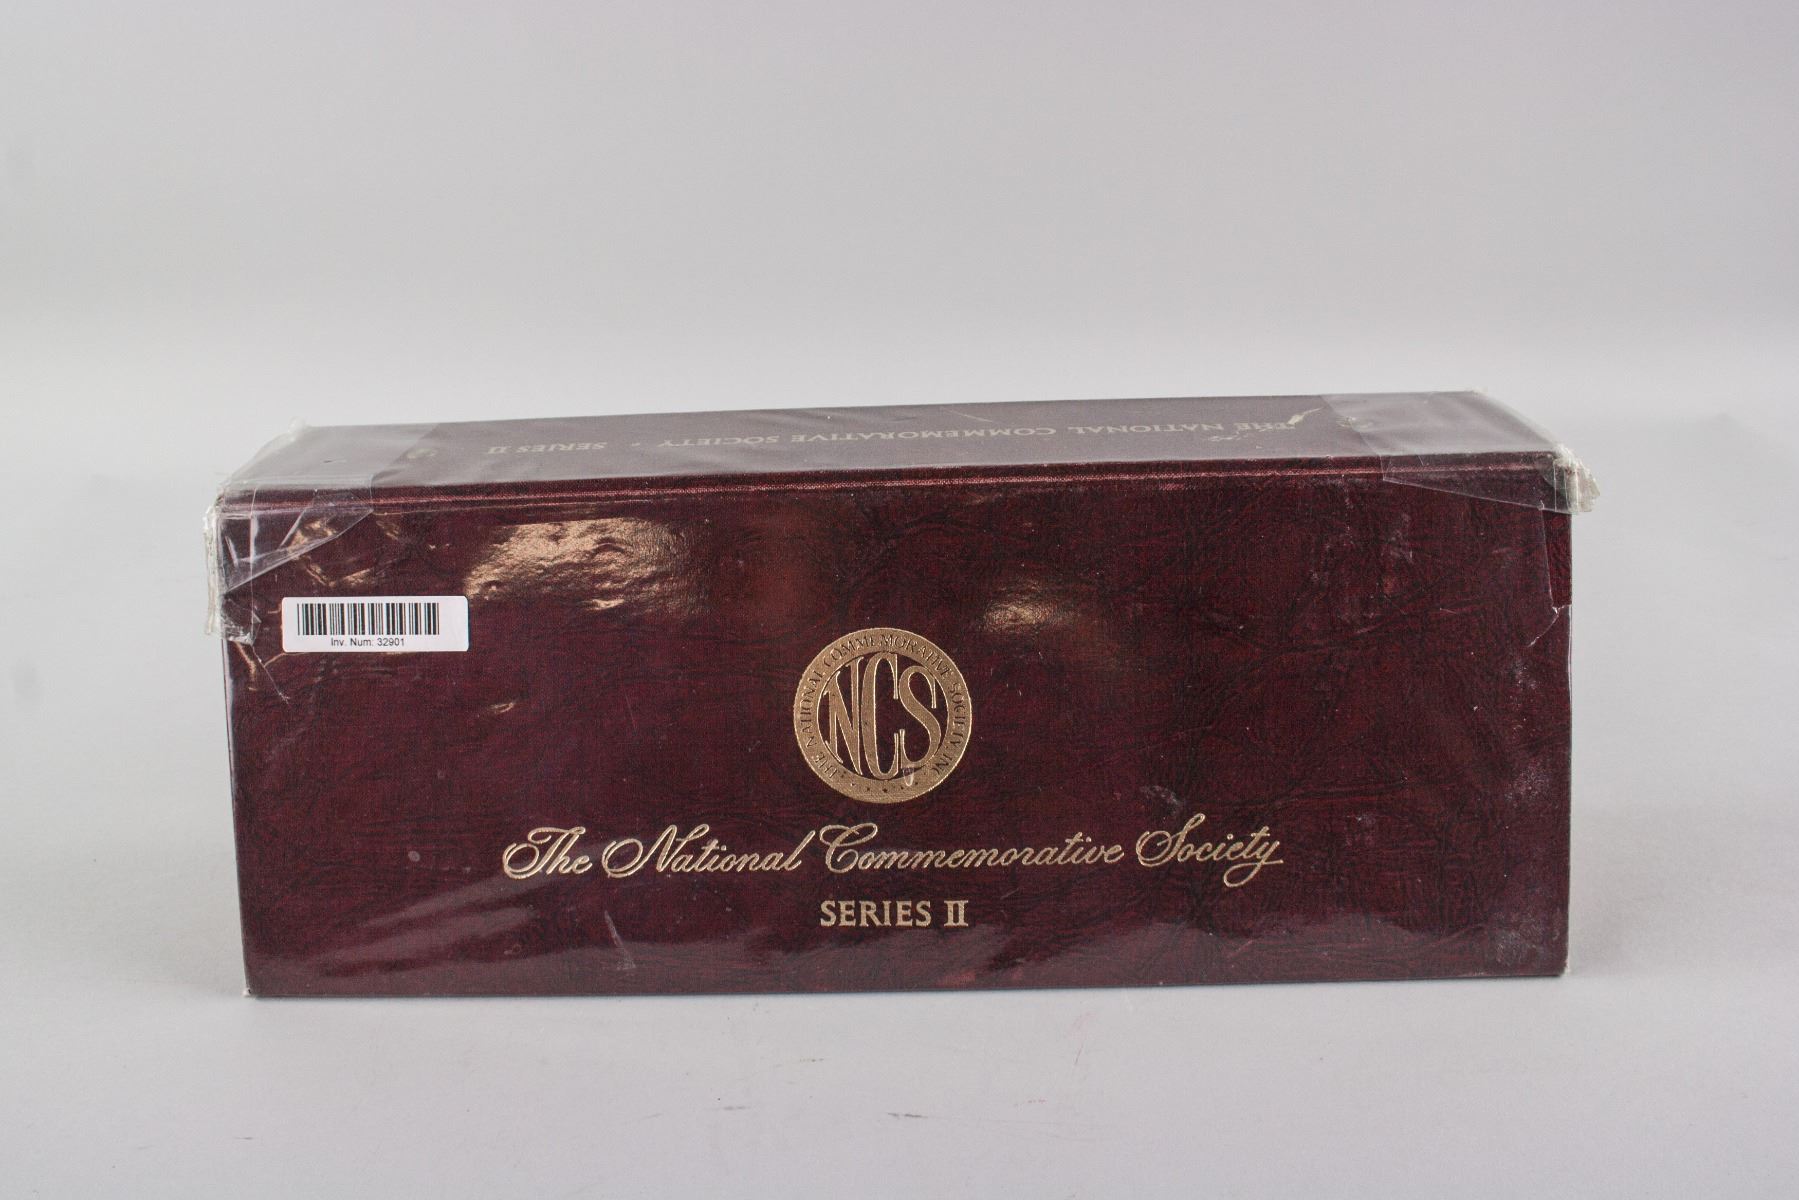 THE NATIONAL COMMEMORATIVE SOCIETY • SERIES II
Inv. Num: 32901
THE NATIONAL COMMEMORATIVE SOCIETY, INC.
NCS
The National Commemorative Society
SERIES II